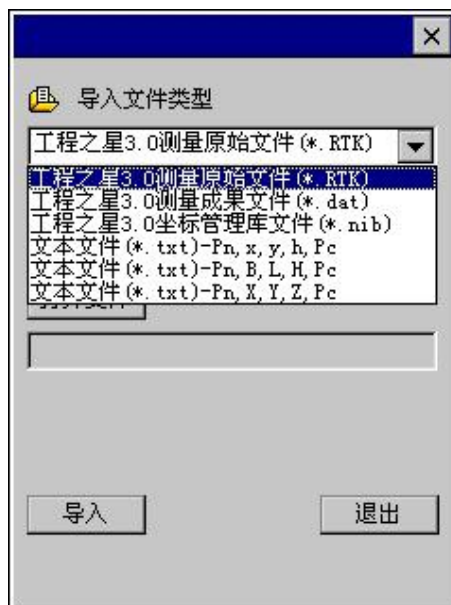 导入文件类型
工程之星3.0测量原始文件(*.RTK)
工程之星3.0测量原始文件(*.RTK)
工程之星3.0测量成果文件(*.dat)
工程之星3.0坐标管理库文件(*.nib)
文本文件(*.txt)-Pn,x,y,h,Pc
文本文件(*.txt)-Pn,B,L,H,Pc
文本文件(*.txt)-Pn,X,Y,Z,Pc
导入
退出